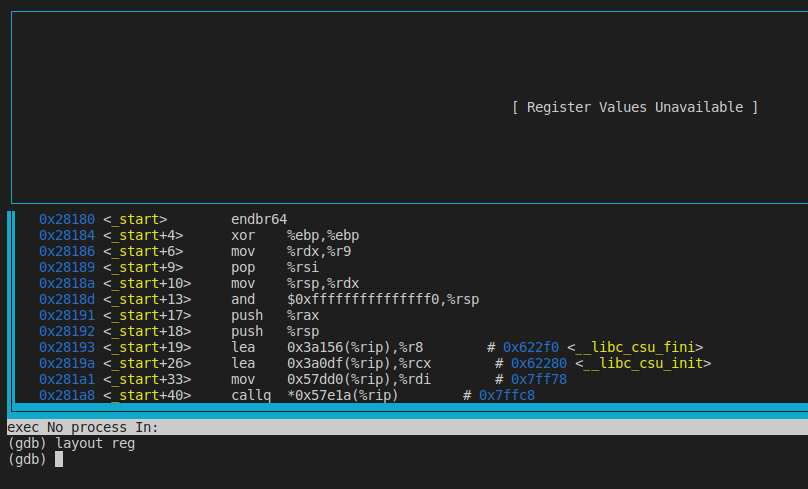 [ Register Values Unavailable ]
0x28180 <_start> endbr64
0x28184 <_start+4> xor %ebp,%ebp
0x28186 <_start+6> mov %rdx,%r9
0x28189 <_start+9> pop %rsi
0x2818a <_start+10> mov %rsp,%rdx
0x2818d <_start+13> and $0xfffffffffffffff0,%rsp
0x28191 <_start+17> push %rax
0x28192 <_start+18> push %rsp
0x28193 <_start+19> lea 0x3a156(%rip),%r8 # 0x622f0 <__libc_csu_fini>
0x2819a <_start+26> lea 0x3a0df(%rip),%rcx # 0x62280 <__libc_csu_init>
0x281a1 <_start+33> mov 0x57dd0(%rip),%rdi # 0x7ff78
0x281a8 <_start+40> callq *0x57e1a(%rip) # 0x7ffc8
exec No process In:
(gdb) layout reg
(gdb)